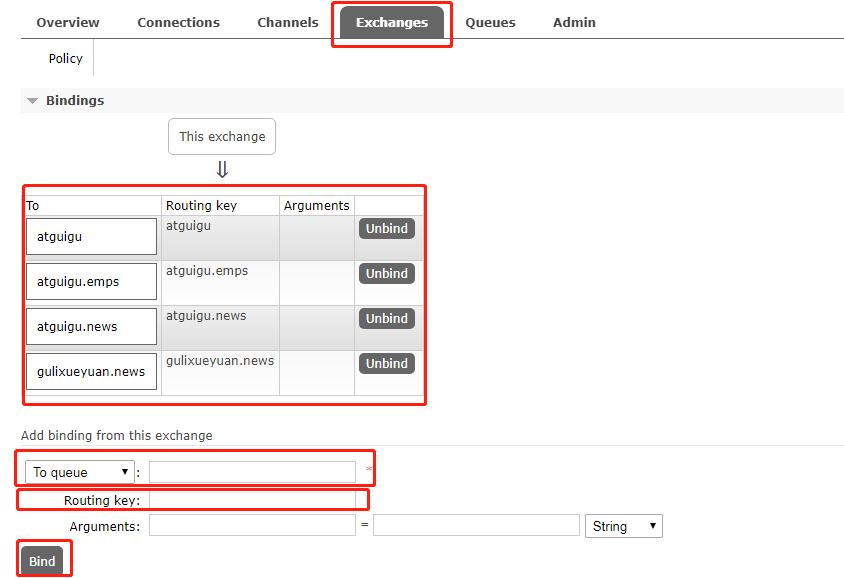 Overview Connections Channels Exchanges Queues Admin
Policy
Bindings
This exchange
⇓
To Routing key Arguments
atguigu atguigu Unbind
atguigu.emps atguigu.emps Unbind
atguigu.news atguigu.news Unbind
gulixueyuan.news gulixueyuan.news Unbind
Add binding from this exchange
To queue : *
Routing key:
Arguments: = String
Bind